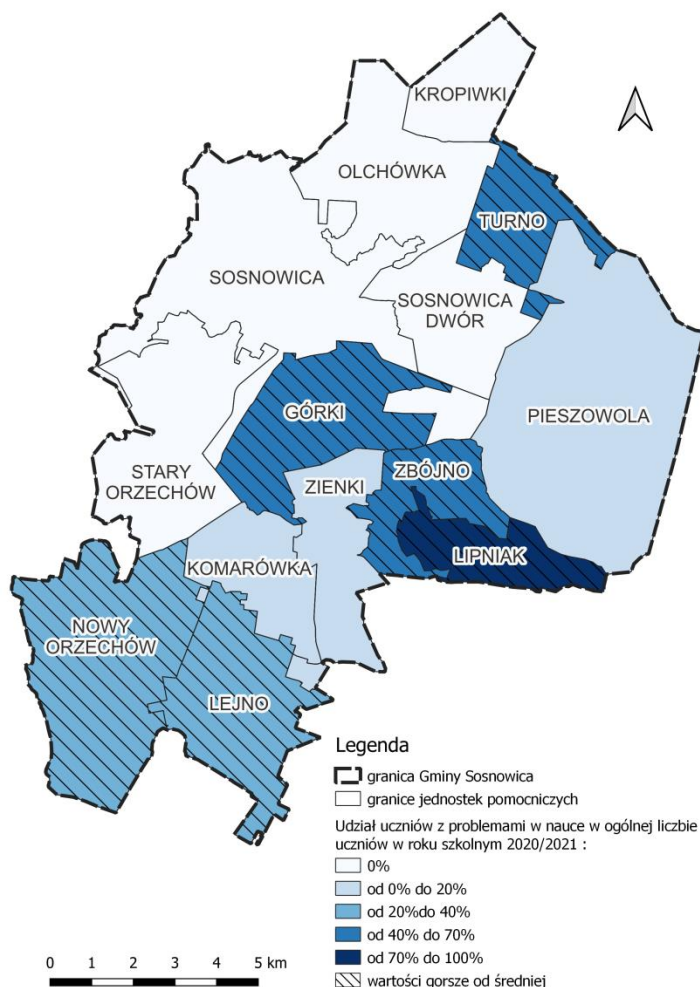 KROPIWKI
OLCHÓWKA
TURNO
SOSNOWICA
SOSNOWICA
DWÓR
PIESZOWOLA
GÓRKI
ZBÓJNO
STARY
ORZECHÓW
ZIENKI
LIPNIAK
KOMARÓWKA
NOWY
ORZECHÓW
LEJNO
Legenda
granica Gminy Sosnowica
granice jednostek pomocniczych
Udział uczniów z problemami w nauce w ogólnej liczbie
uczniów w roku szkolnym 2020/2021 :
0%
od 0% do 20%
od 20%do 40%
od 40% do 70%
od 70% do 100%
wartości gorsze od średniej
0 1 2 3 4 5 km